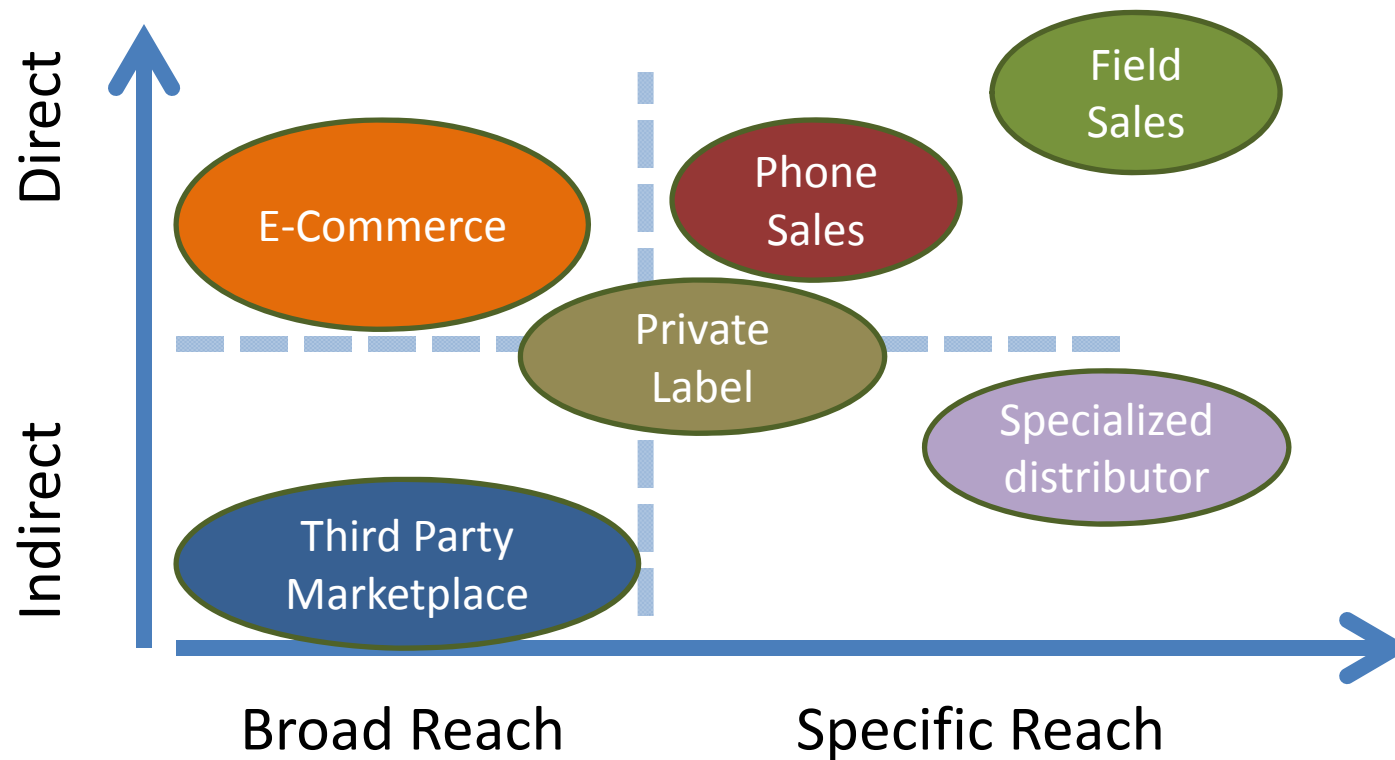 Direct
Indirect
Field
Sales
Phone
Sales
E-Commerce
Private
Label
Specialized
distributor
Third Party
Marketplace
Broad Reach
Specific Reach